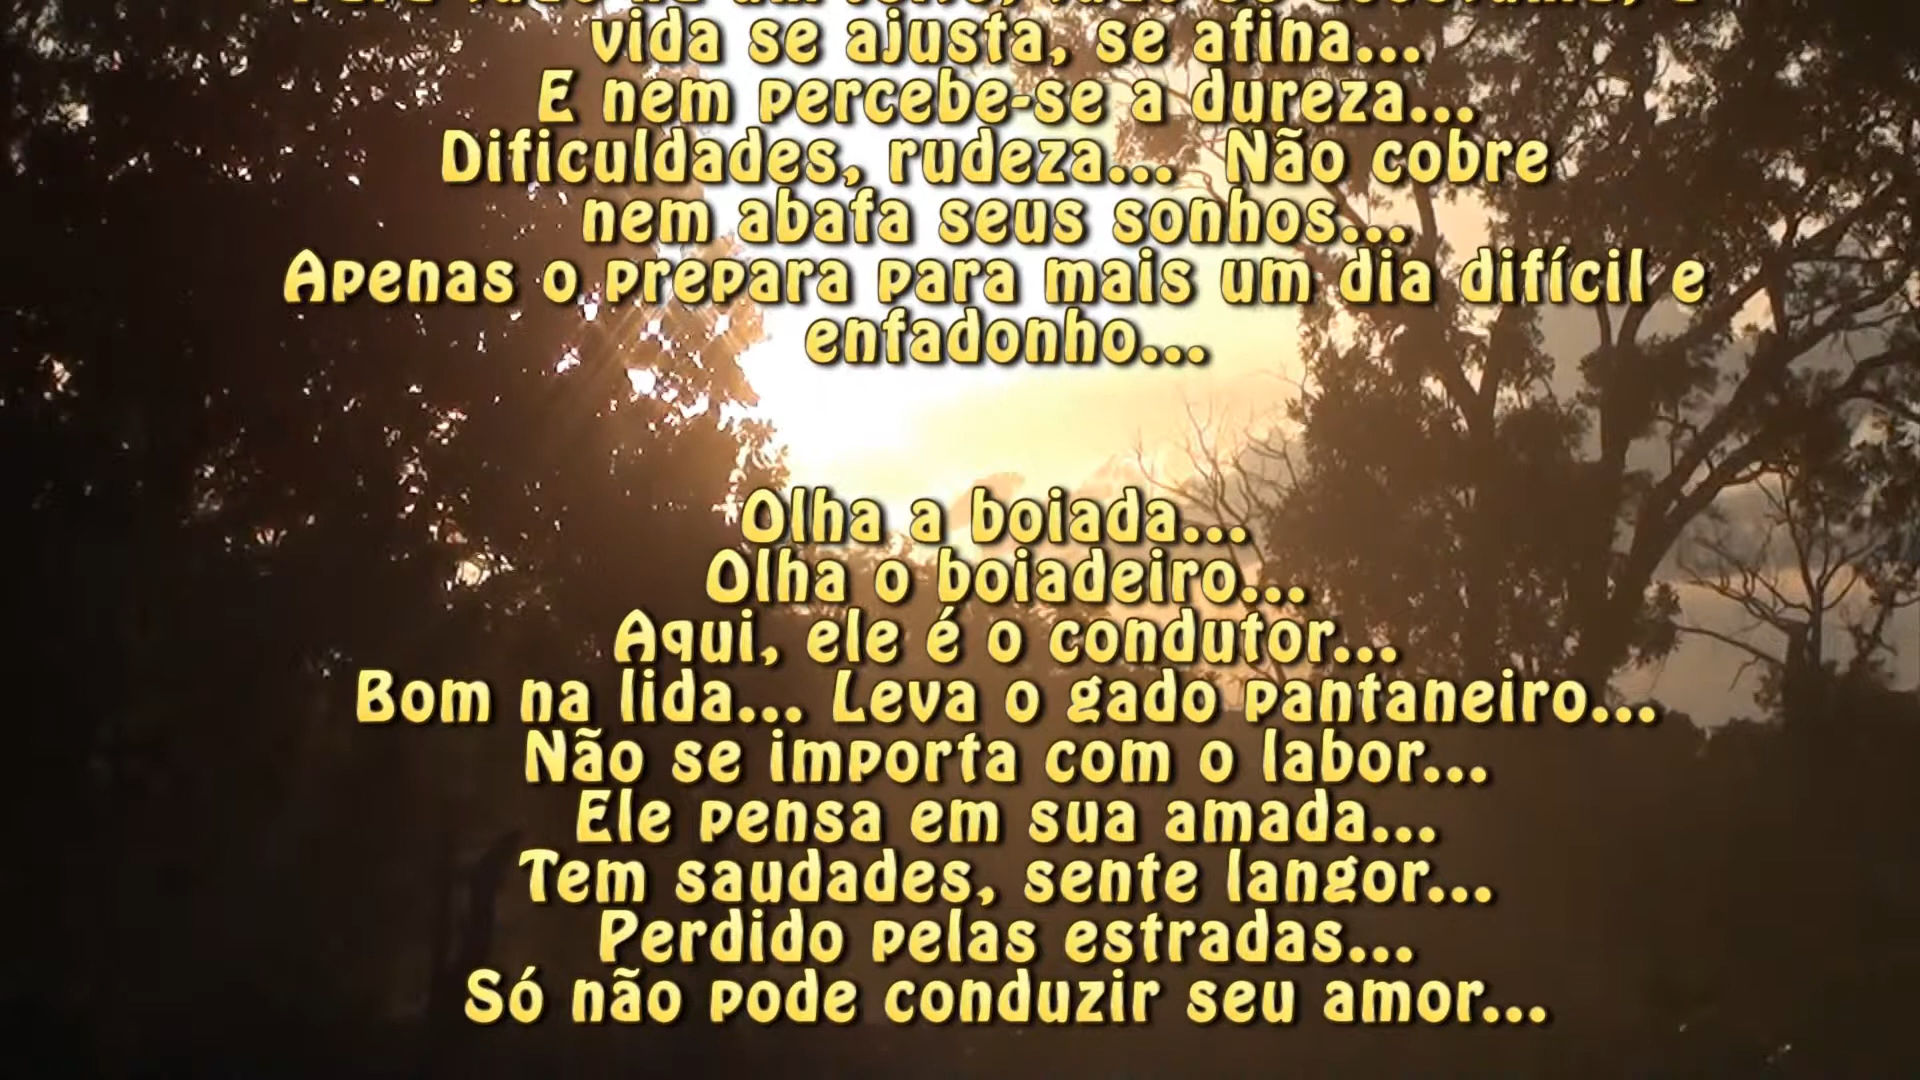 vida se ajusta, se afina...
E nem percebe-se a dureza...
Dificuldades, rudeza... Não cobre
nem abafa seus sonhos...
Apenas o prepara para mais um dia difícil e
enfadonho...
Olha a boiada...
Olha o boiadeiro...
Aqui, ele é o condutor...
Bom na lida... Leva o gado pantaneiro...
Não se importa com o labor...
Ele pensa em sua amada...
Tem saudades, sente langor...
Perdido pelas estradas...
Só não pode conduzir seu amor...